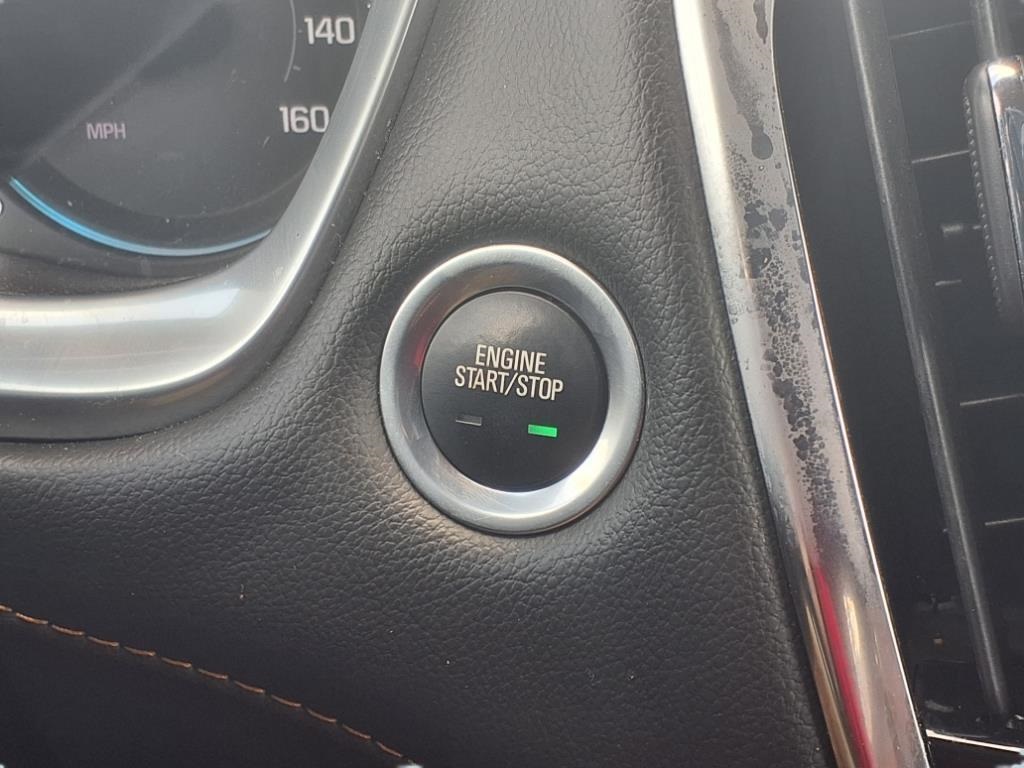 140
160
MPH
ENGINE
START/STOP